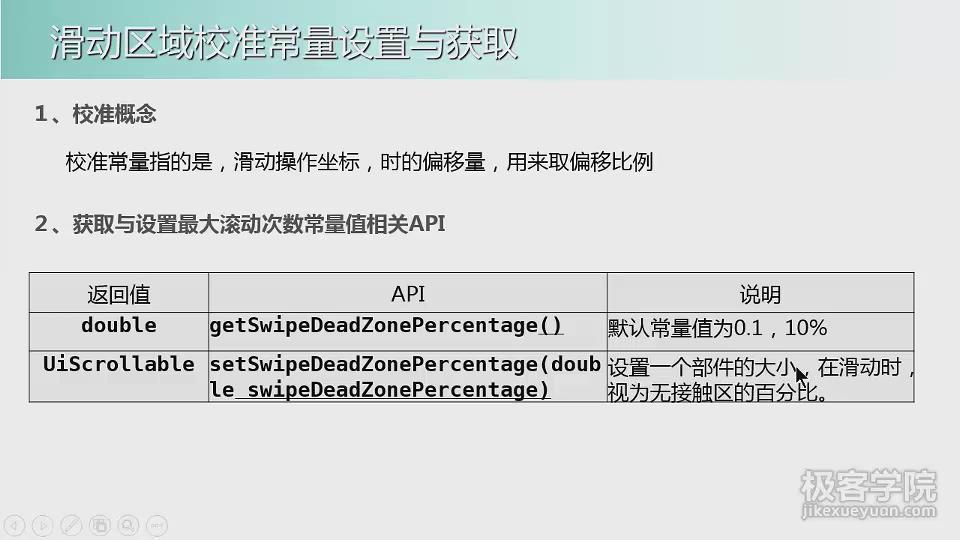 滑动区域校准常量设置与获取
1、校准概念
校准常量指的是，滑动操作坐标，时的偏移量，用来取偏移比例
2、获取与设置最大滚动次数常量值相关API
返回值 API 说明
double getSwipeDeadZonePercentage() 默认常量值为0.1，10%
UiScrollable setSwipeDeadZonePercentage(doub 设置一个部件的大小，在滑动时，
le swipeDeadZonePercentage) 视为无接触区的百分比。
极客学院
jikexueyuan.com